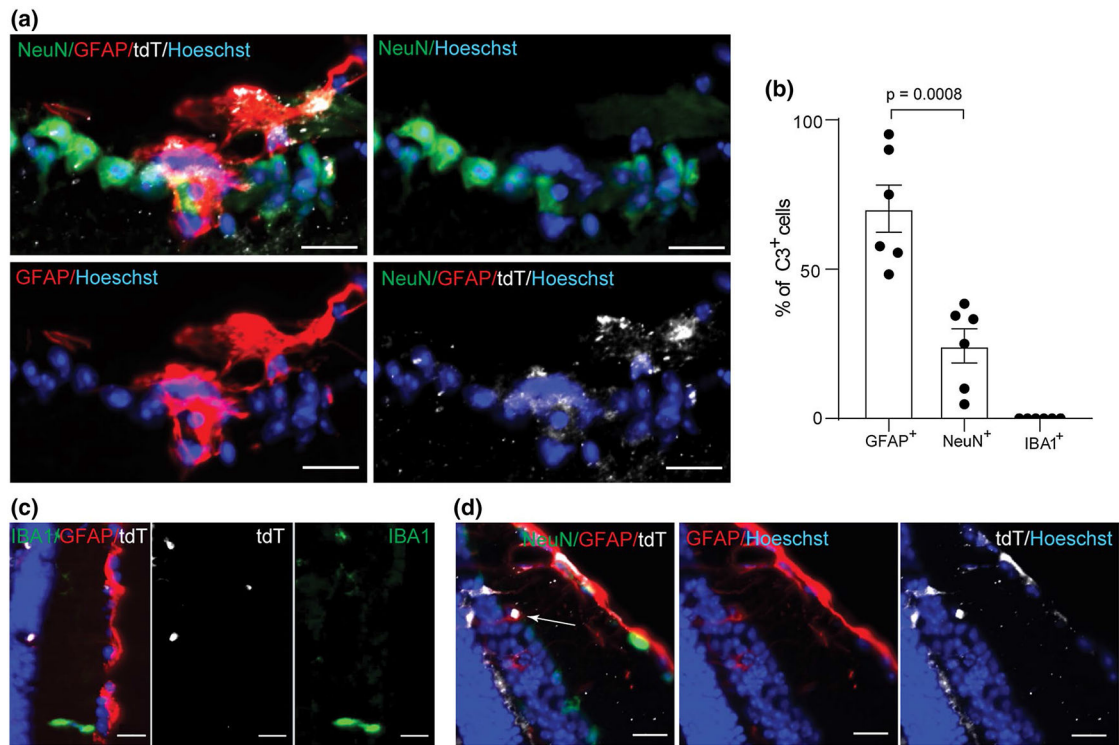 (a)
NeuN/GFAP/tdT/Hoeschst
NeuN/Hoeschst
GFAP/Hoeschst
NeuN/GFAP/tdT/Hoeschst
(b)
p = 0.0008
100
50
0
% of C3+ cells
GFAP+
NeuN+
IBA1+
(c)
IBA1/GFAP/tdT
tdT
IBA1
(d)
NeuN/GFAP/tdT
GFAP/Hoeschst
tdT/Hoeschst